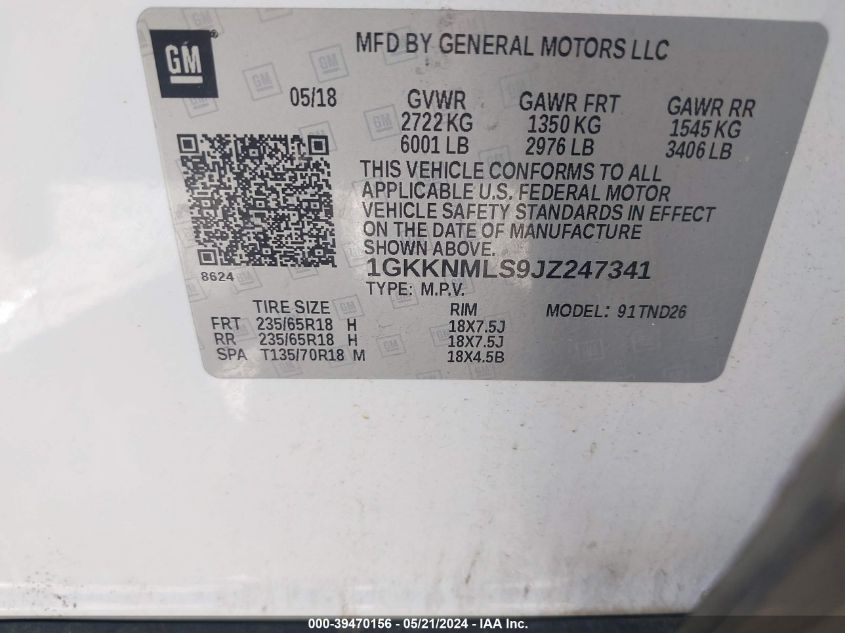 GM
MFD BY GENERAL MOTORS LLC
05/18 GVWR GAWR FRT GAWR RR
2722 KG 1350 KG 1545 KG
6001 LB 2976 LB 3406 LB
THIS VEHICLE CONFORMS TO ALL
APPLICABLE U.S. FEDERAL MOTOR
VEHICLE SAFETY STANDARDS IN EFFECT
ON THE DATE OF MANUFACTURE
SHOWN ABOVE.
8624
1GKKNMLS9JZ247341
TYPE: M.P.V.
TIRE SIZE RIM MODEL: 91TND26
FRT 235/65R18 H 18X7.5J
RR 235/65R18 H 18X7.5J
SPA T135/70R18 M 18X4.5B
000-39470156 - 05/21/2024 - IAA Inc.